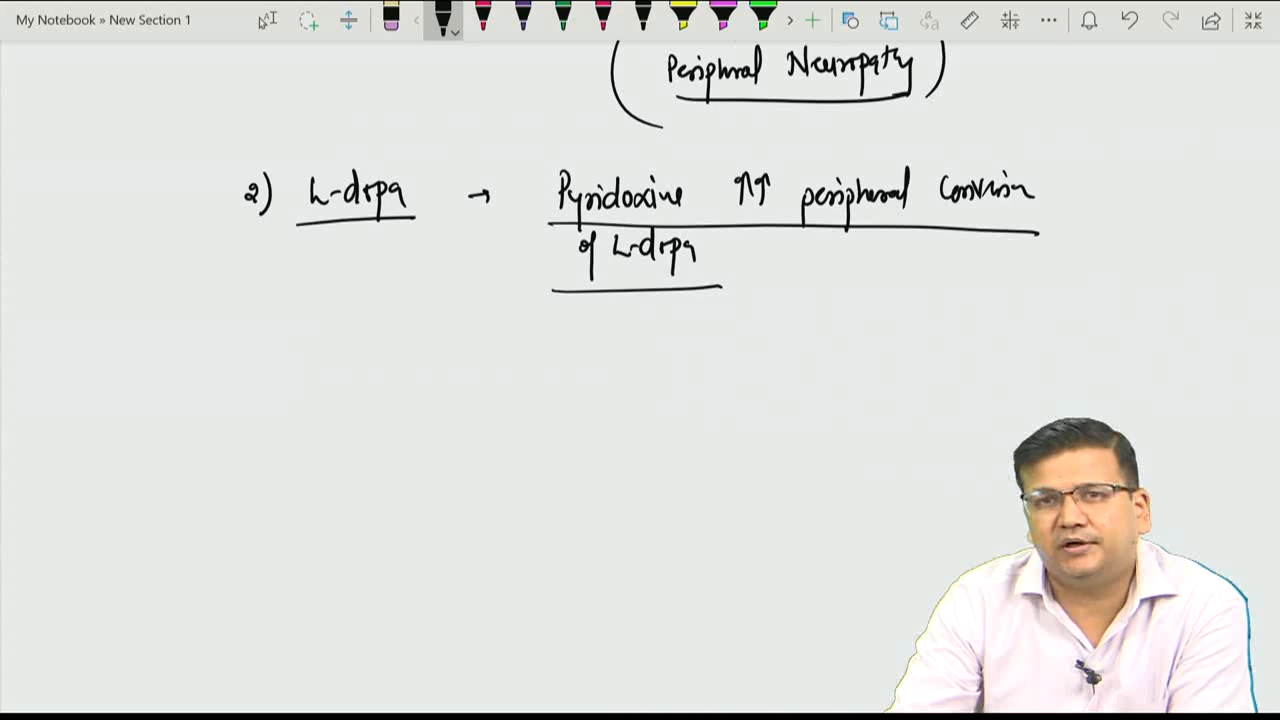 My Notebook » New Section 1
(Peripheral Neuropathy)
2) L-dopa → Pyridoxine ↑↑ peripheral Conversion
of L-dopa